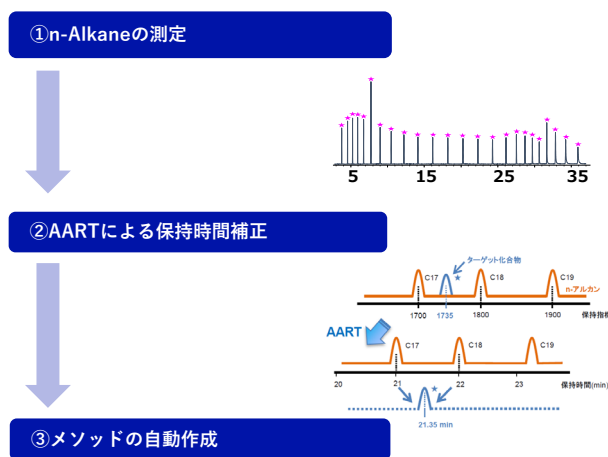 ①n-Alkaneの測定
5 15 25 35
②AARTによる保持時間補正
ターゲット化合物
C17 ★ C18 C19
n-アルカン
1700 1735 1800 1900 保持指標
AART
C17 C18 C19
20 21 22 23 保持時間(min)
★
21.35 min
③メソッドの自動作成